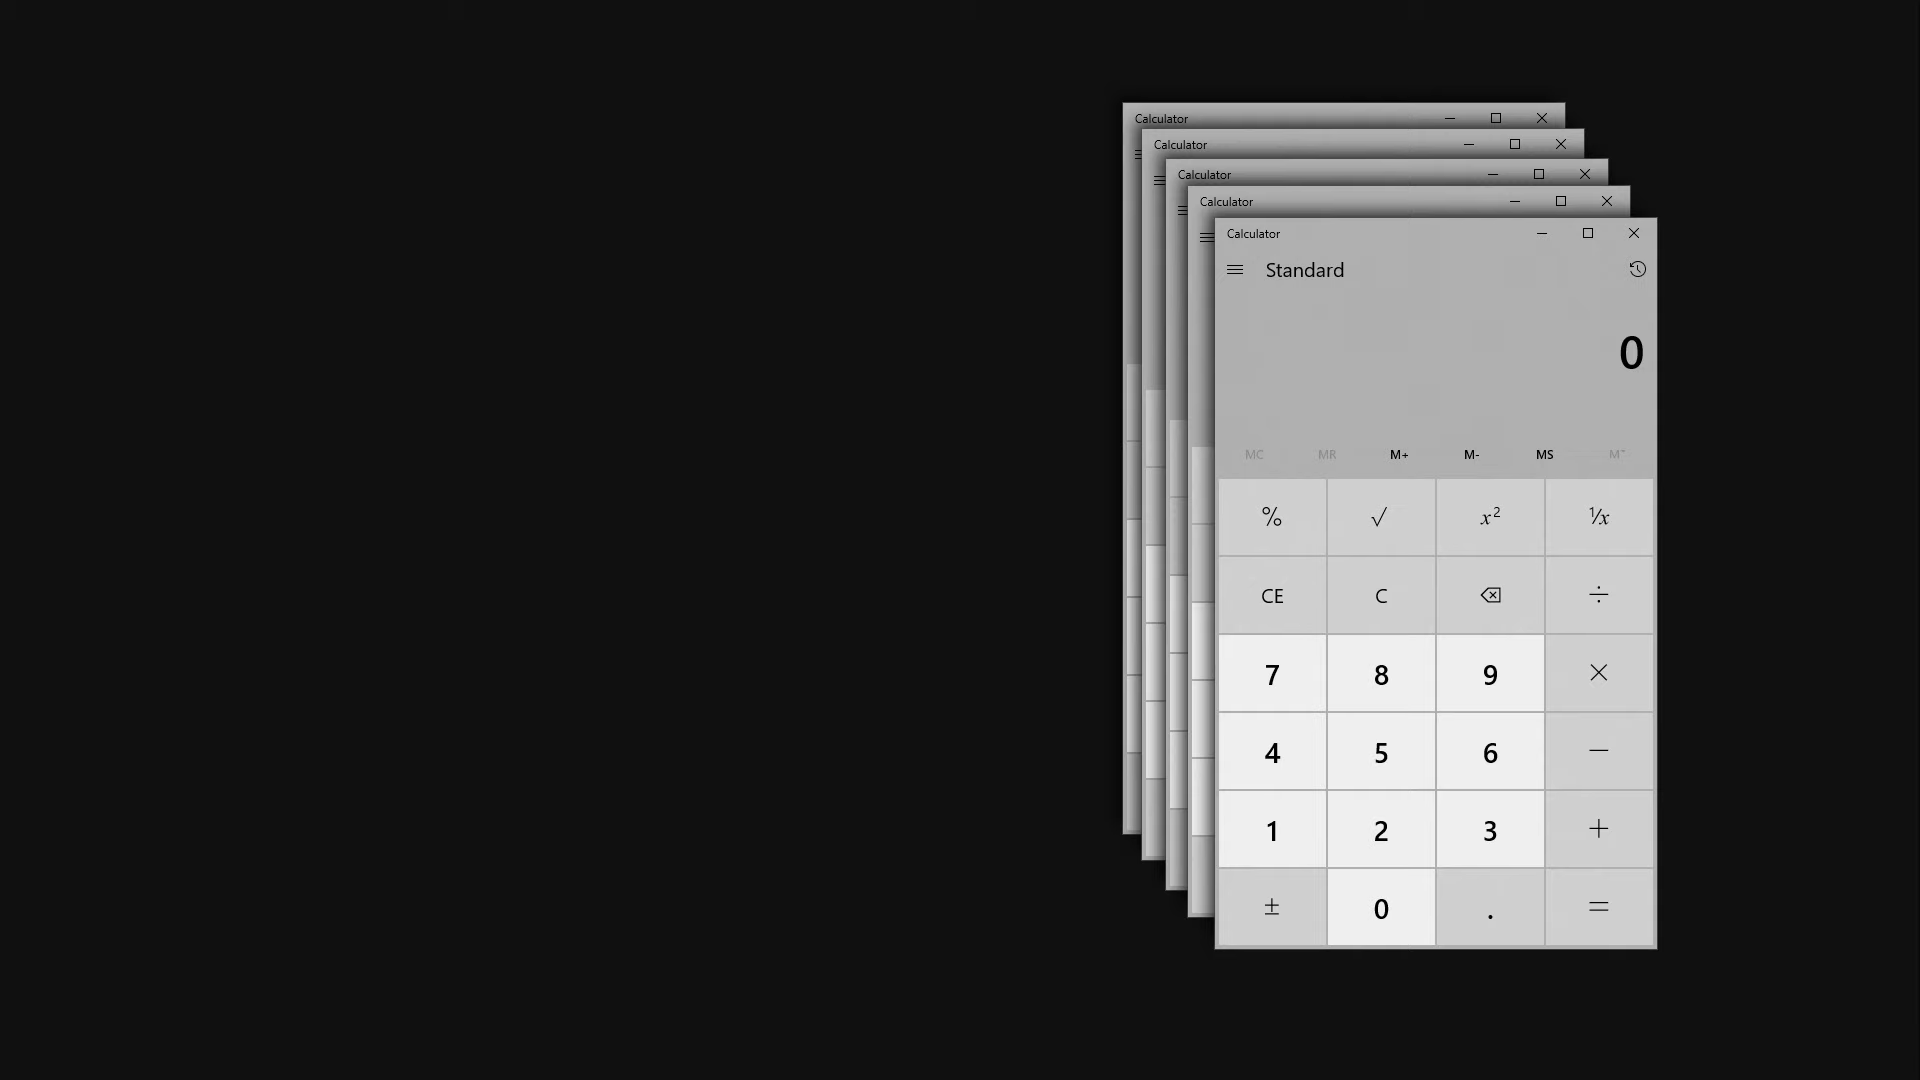 Calculator
Calculator
Calculator
Calculator
Calculator
Standard
0
MC MR M+ M- MS M˅
% √ x² ¹/x
CE C ÷
7 8 9 ×
4 5 6 −
1 2 3 +
± 0 . =